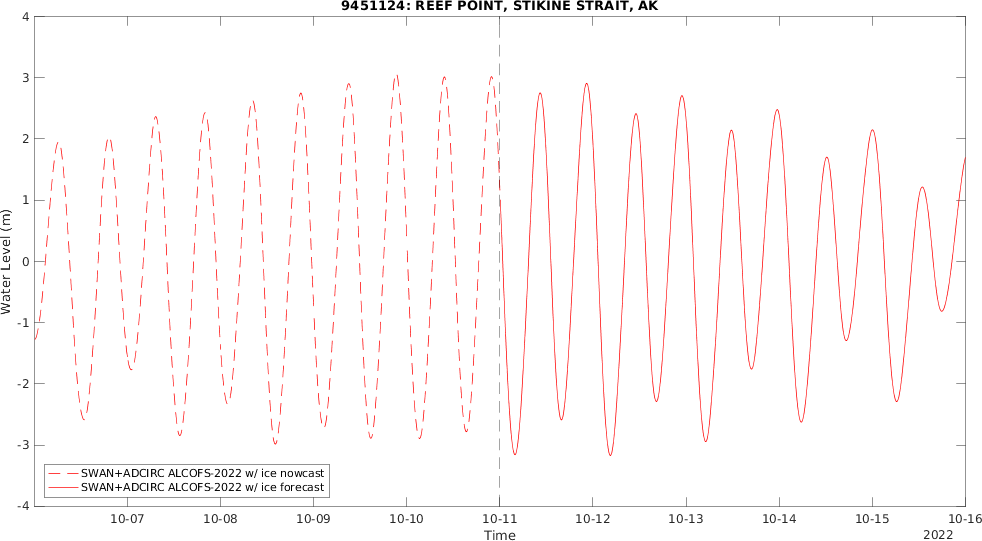 9451124: REEF POINT, STIKINE STRAIT, AK
4
3
2
1
0
-1
-2
-3
-4
Water Level (m)
SWAN+ADCIRC ALCOFS-2022 w/ ice nowcast
SWAN+ADCIRC ALCOFS-2022 w/ ice forecast
10-07 10-08 10-09 10-10 10-11 10-12 10-13 10-14 10-15 10-16
Time
2022